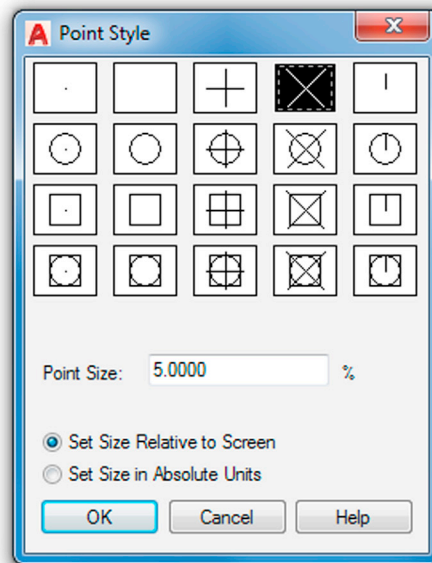 Point Style
Point Size: 5.0000 %
Set Size Relative to Screen
Set Size in Absolute Units
OK Cancel Help